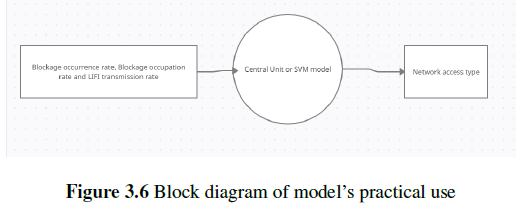 Blockage occurrence rate, Blockage occupation
rate and LIFI transmission rate
Central Unit or SVM model
Network access type
Figure 3.6 Block diagram of model's practical use